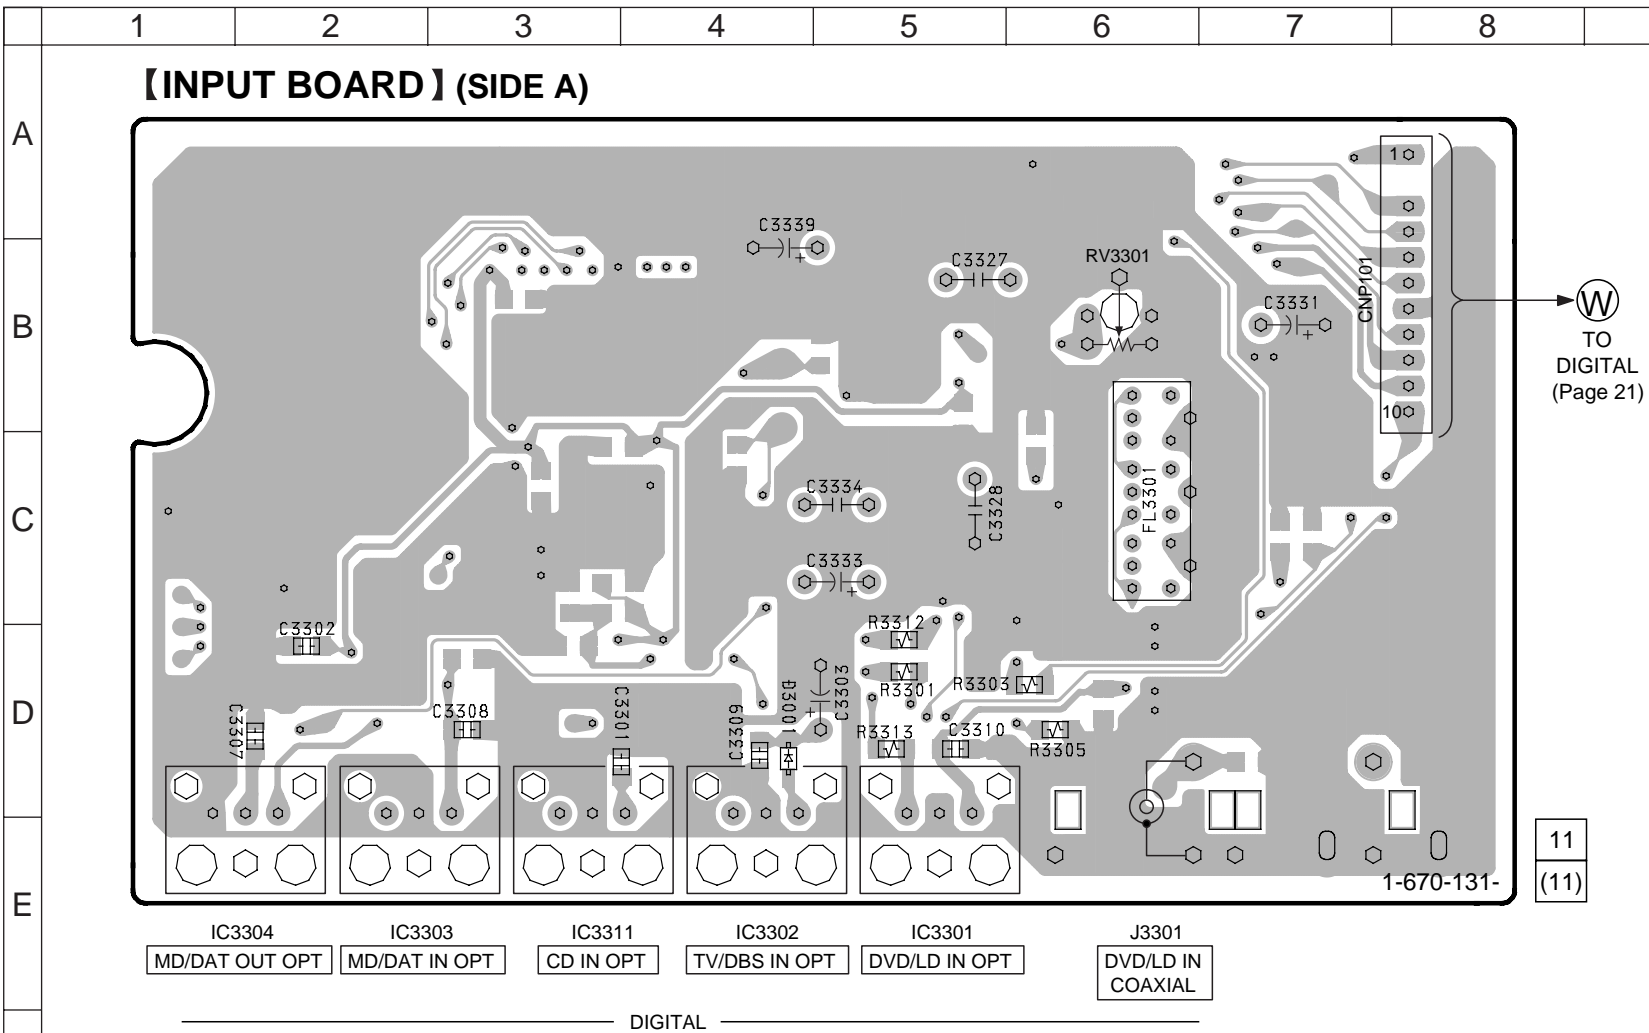 1 2 3 4 5 6 7 8
【INPUT BOARD】(SIDE A)
A
B
C
D
E
1
10
CNP101
W
TO
DIGITAL
(Page 21)
C3339
C3327
RV3301
C3331
C3334
C3328
FL3301
C3333
C3302
R3312
R3301
R3303
C3303
D3001
C3309
C3301
C3308
C3307
R3313
C3310
R3305
1-670-131-
11
(11)
IC3304
MD/DAT OUT OPT
IC3303
MD/DAT IN OPT
IC3311
CD IN OPT
IC3302
TV/DBS IN OPT
IC3301
DVD/LD IN OPT
J3301
DVD/LD IN
COAXIAL
DIGITAL